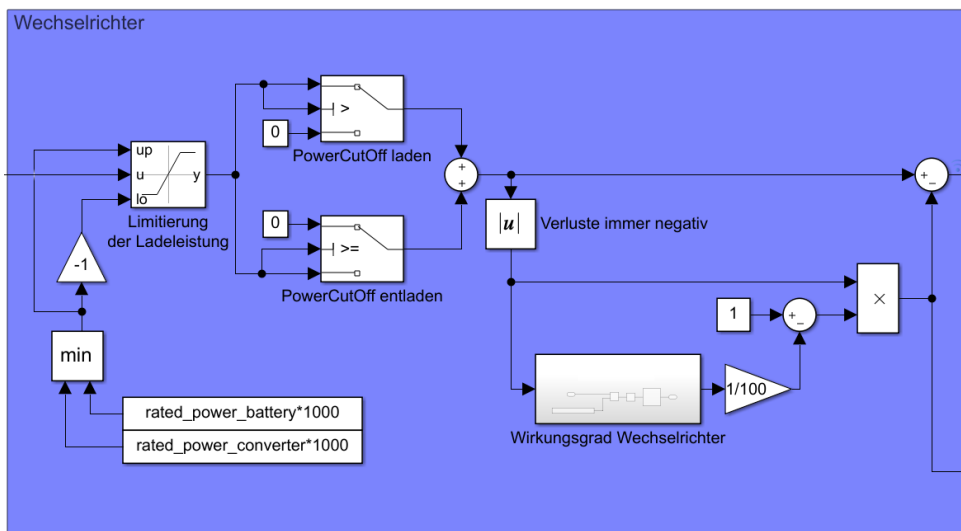 Wechselrichter
0
>
PowerCutOff laden
up
u
lo
y
Limitierung
der Ladeleistung
+
+
+
−
0
>=
PowerCutOff entladen
|u|
Verluste immer negativ
-1
1
+
−
×
min
1/100
rated_power_battery*1000
rated_power_converter*1000
Wirkungsgrad Wechselrichter